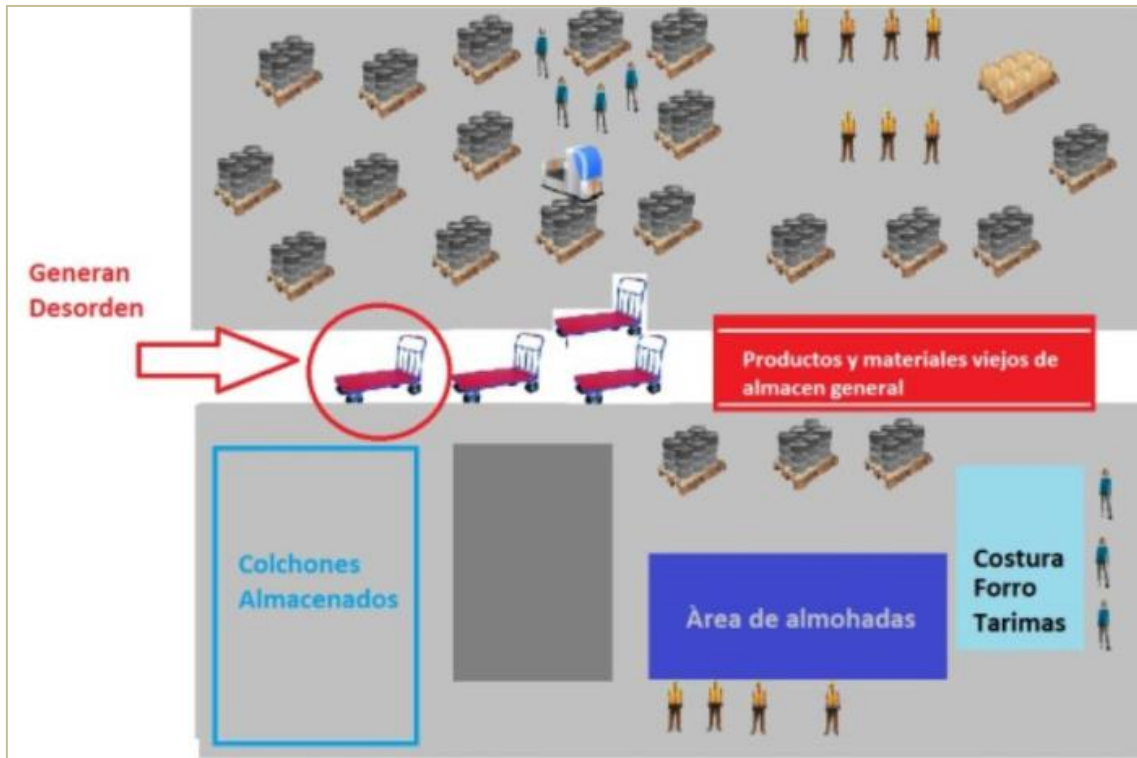 Generan
Desorden
Productos y materiales viejos de
almacen general
Colchones
Almacenados
Àrea de almohadas
Costura
Forro
Tarimas